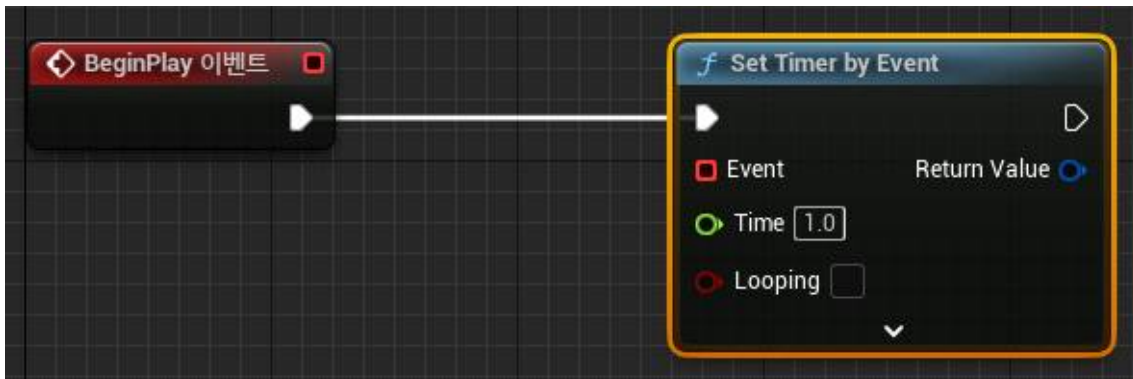 BeginPlay 이벤트
f Set Timer by Event
Event
Return Value
Time 1.0
Looping